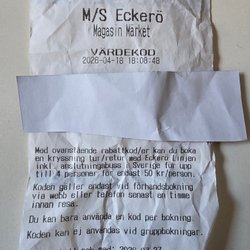 M/S Eckerö
Magasin Market
VÄRDEKOD
2026-04-18 18:08:48
Med ovanstående rabattkod/er kan du boka
en kryssning tur/retur med Eckerö Linjen
inkl. anslutningsbuss i Sverige för upp
till 4 personer för endast 50 kr/person.
Koden gäller endast vid förhandsbokning
via webb eller telefon senast en timme
innan resa.
Du kan bara använda en kod per bokning.
Koden kan ej användas vid gruppbokningar.